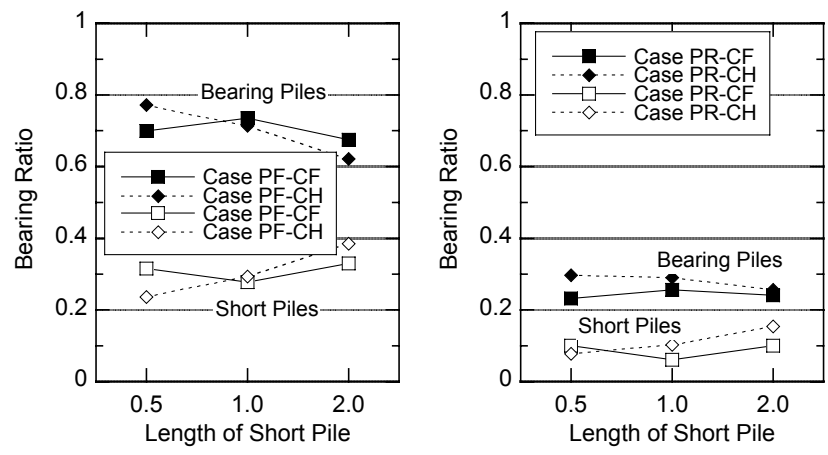 1
0.8
0.6
0.4
0.2
0
Bearing Ratio
Bearing Piles
Case PF-CF
Case PF-CH
Case PF-CF
Case PF-CH
Short Piles
0.5 1.0 2.0
Length of Short Pile
1
0.8
0.6
0.4
0.2
0
Bearing Ratio
Case PR-CF
Case PR-CH
Case PR-CF
Case PR-CH
Bearing Piles
Short Piles
0.5 1.0 2.0
Length of Short Pile